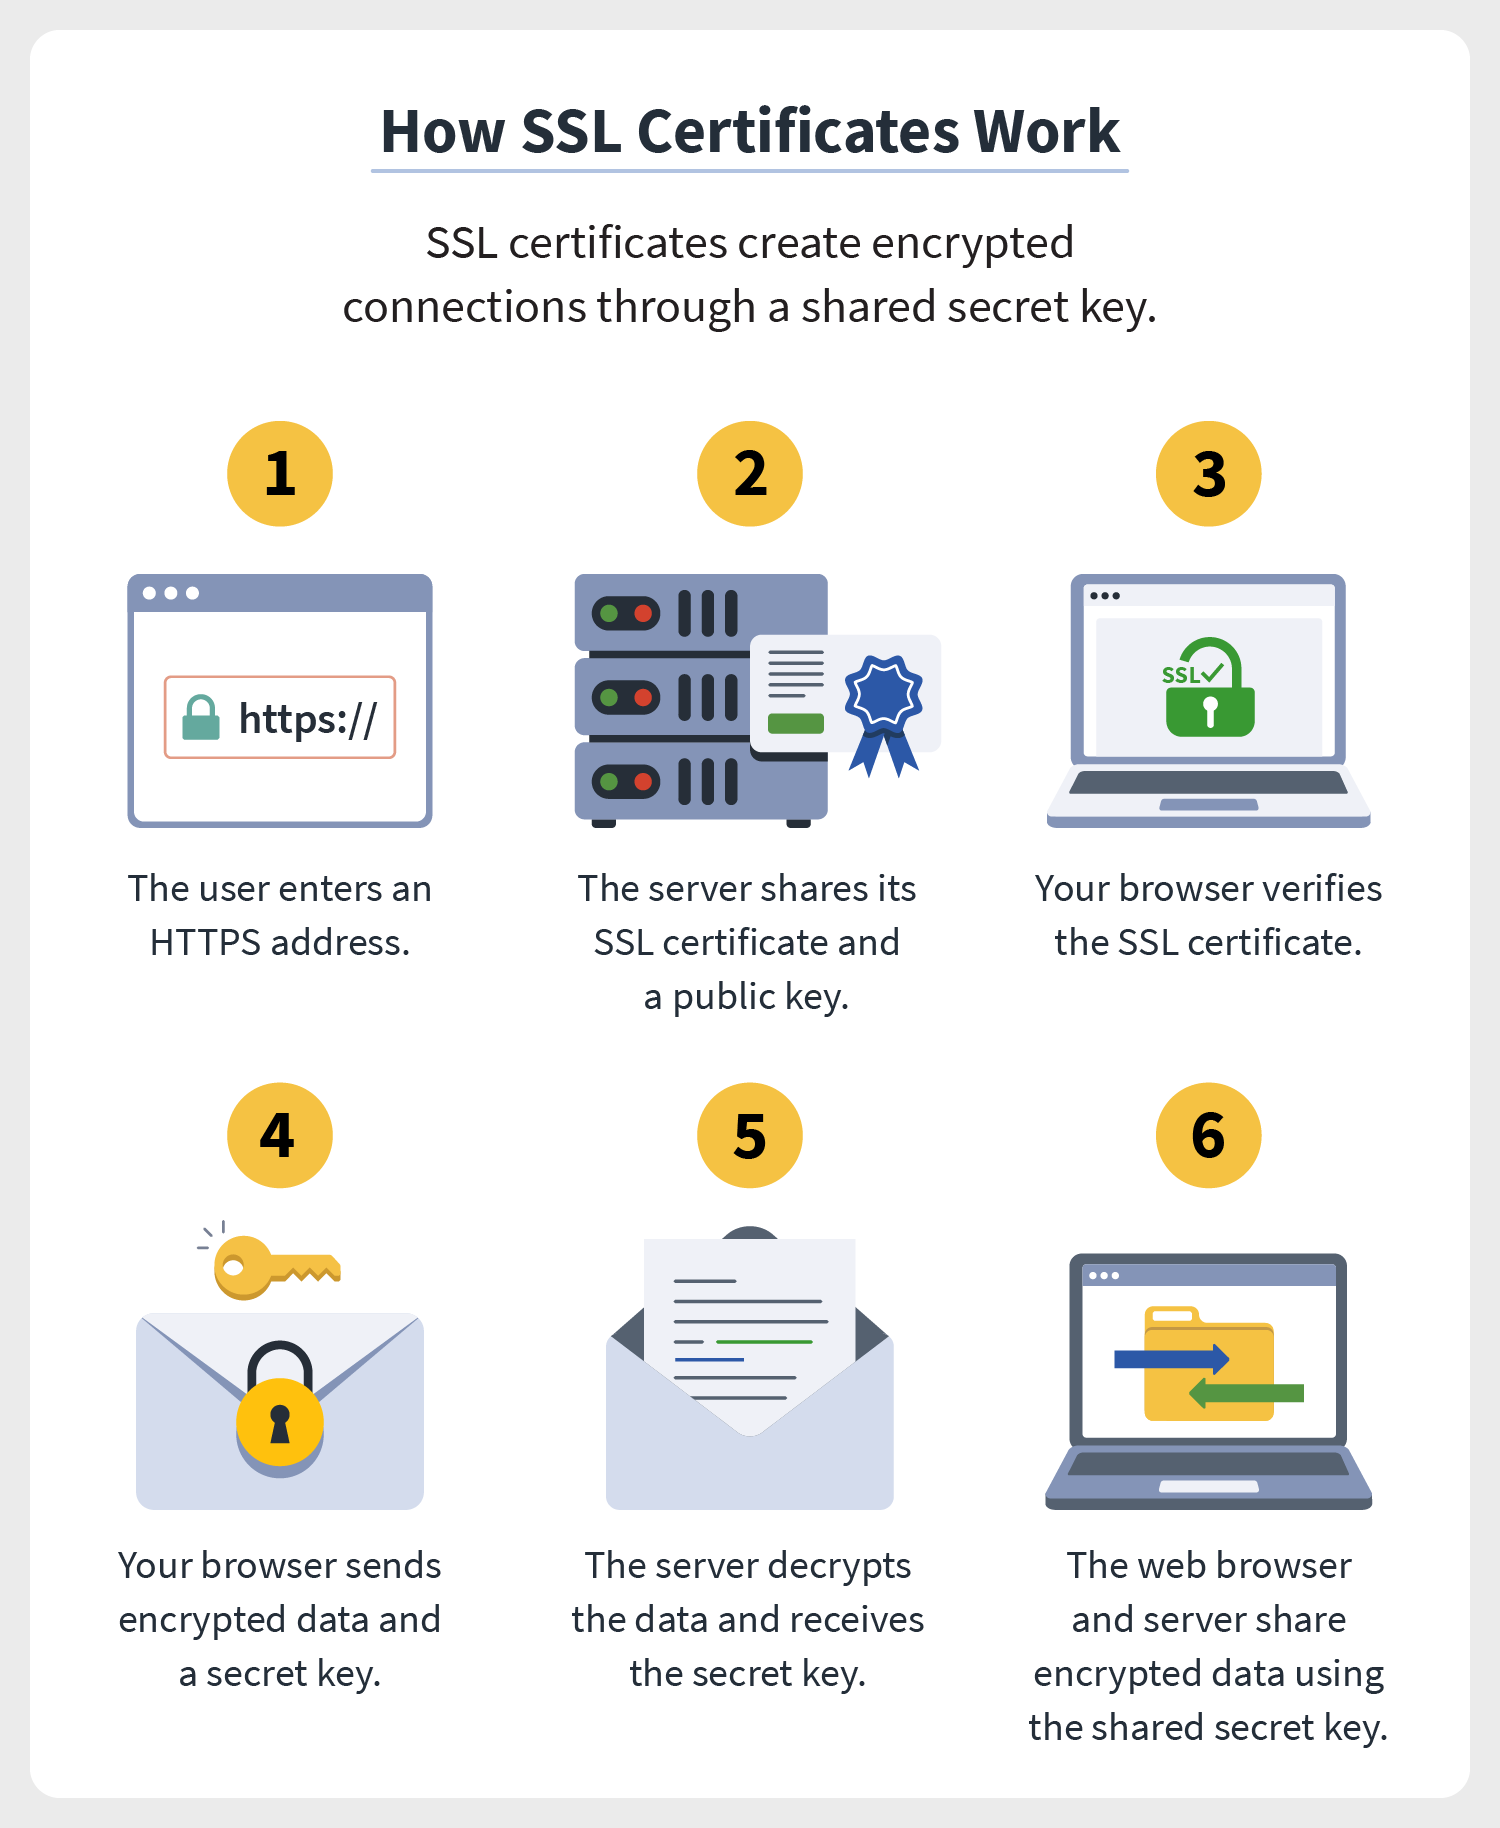 How SSL Certificates Work
SSL certificates create encrypted
connections through a shared secret key.
1
https://
The user enters an
HTTPS address.
2
The server shares its
SSL certificate and
a public key.
3
SSL
Your browser verifies
the SSL certificate.
4
Your browser sends
encrypted data and
a secret key.
5
The server decrypts
the data and receives
the secret key.
6
The web browser
and server share
encrypted data using
the shared secret key.